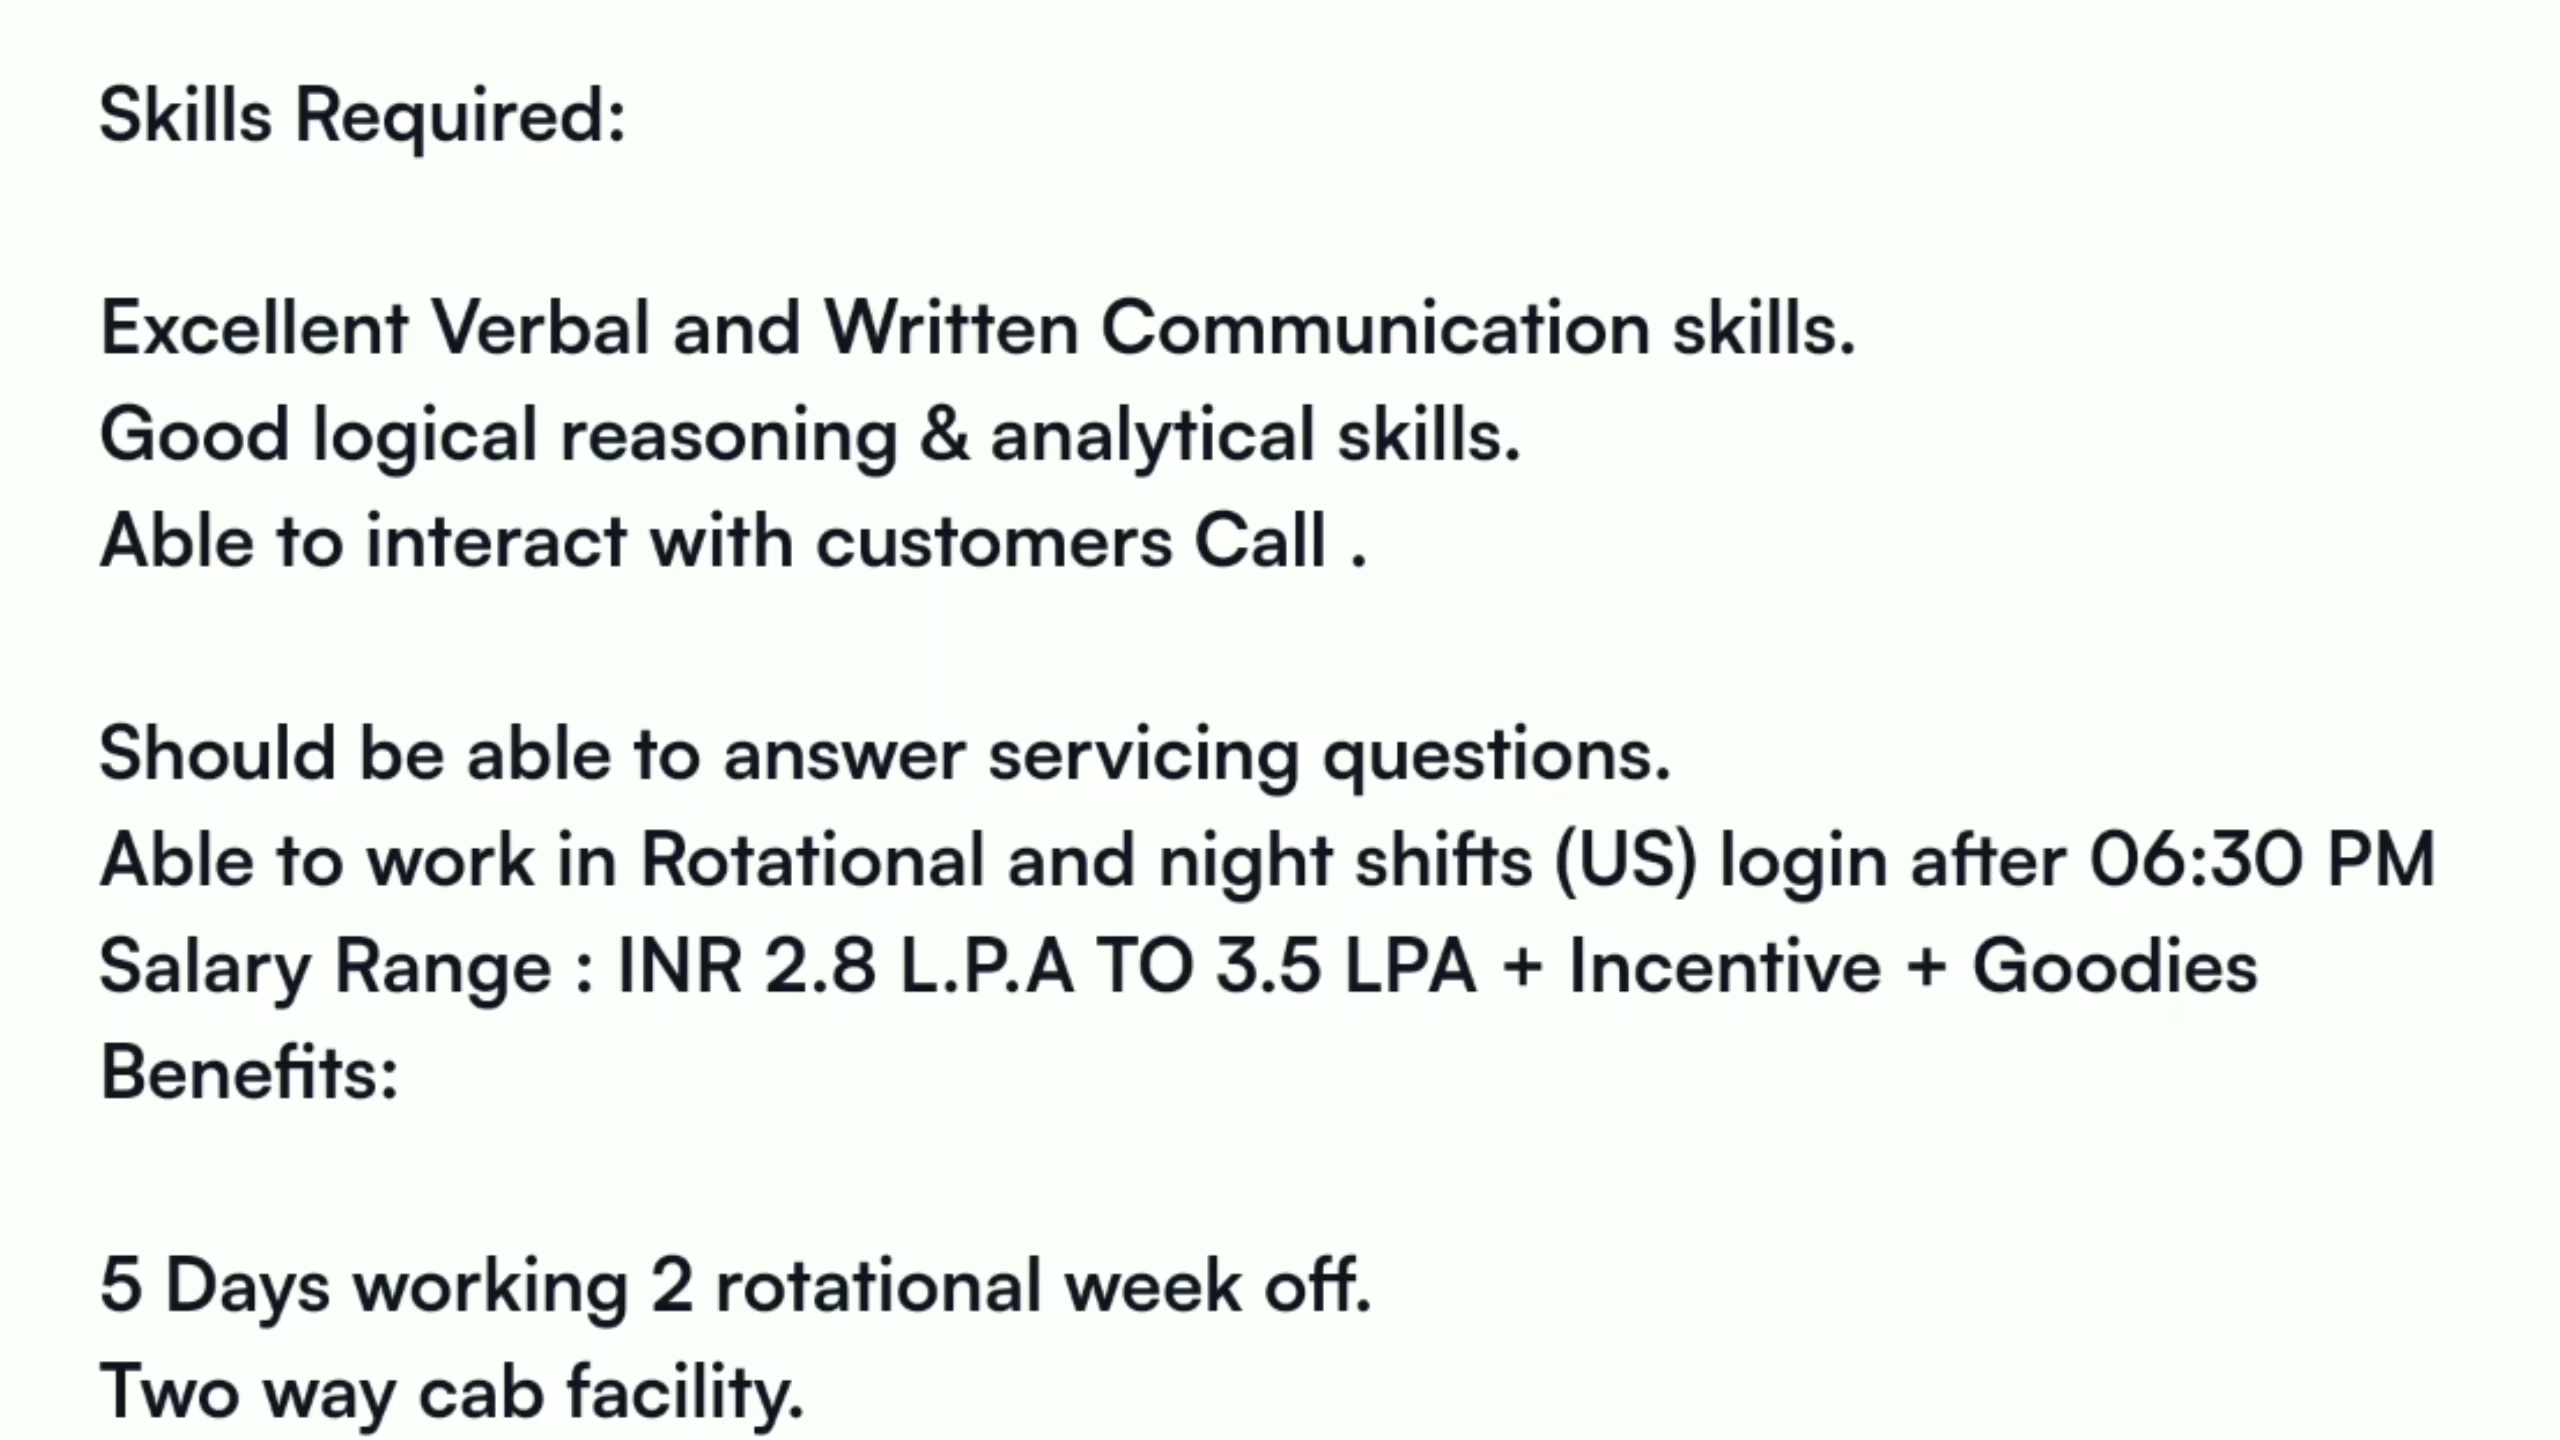 Skills Required:
Excellent Verbal and Written Communication skills.
Good logical reasoning & analytical skills.
Able to interact with customers Call .
Should be able to answer servicing questions.
Able to work in Rotational and night shifts (US) login after 06:30 PM
Salary Range : INR 2.8 L.P.A TO 3.5 LPA + Incentive + Goodies
Benefits:
5 Days working 2 rotational week off.
Two way cab facility.